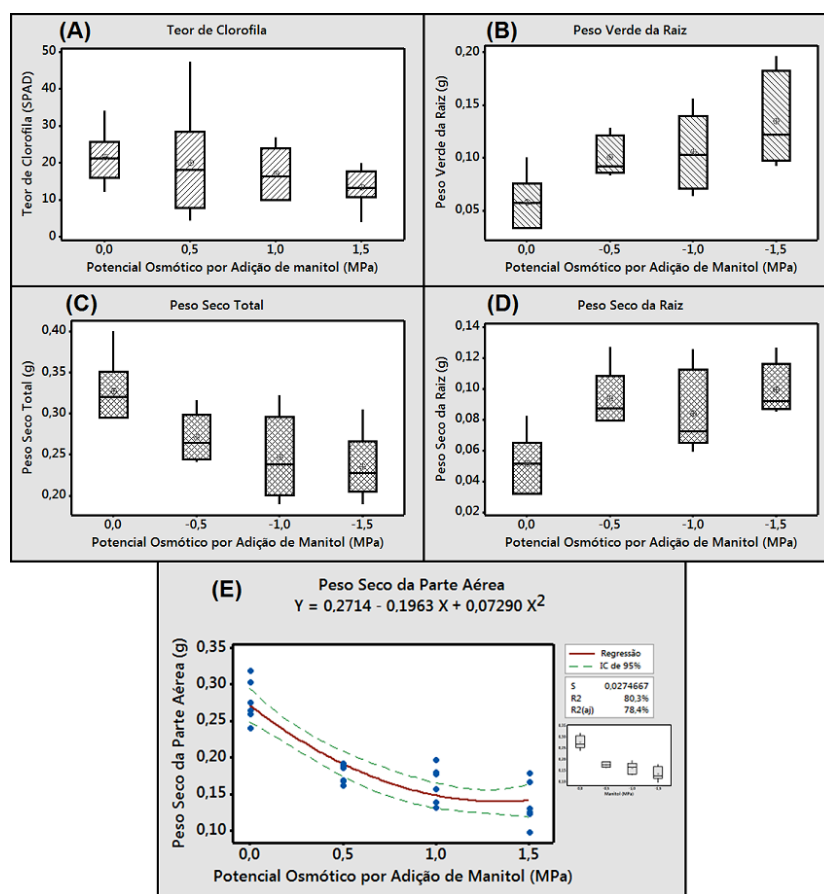 (A)
Teor de Clorofila
Teor de Clorofila (SPAD)
50
40
30
20
10
0
0,0 0,5 1,0 1,5
Potencial Osmótico por Adição de manitol (MPa)
(B)
Peso Verde da Raiz
Peso Verde da Raiz (g)
0,20
0,15
0,10
0,05
0,0 -0,5 -1,0 -1,5
Potencial Osmótico por Adição de Manitol (MPa)
(C)
Peso Seco Total
Peso Seco Total (g)
0,40
0,35
0,30
0,25
0,20
0,0 -0,5 -1,0 -1,5
Potencial Osmótico por Adição de Manitol (MPa)
(D)
Peso Seco da Raiz
Peso Seco da Raiz (g)
0,14
0,12
0,10
0,08
0,06
0,04
0,02
0,0 -0,5 -1,0 -1,5
Potencial Osmótico por Adição de Manitol (MPa)
(E)
Peso Seco da Parte Aérea
Y = 0,2714 - 0,1963 X + 0,07290 X2
Peso Seco da Parte Aérea (g)
0,35
0,30
0,25
0,20
0,15
0,10
0,0 0,5 1,0 1,5
Potencial Osmótico por Adição de Manitol (MPa)
Regressão
IC de 95%
S 0,0274667
R2 80,3%
R2(aj) 78,4%
Manitol (MPa)